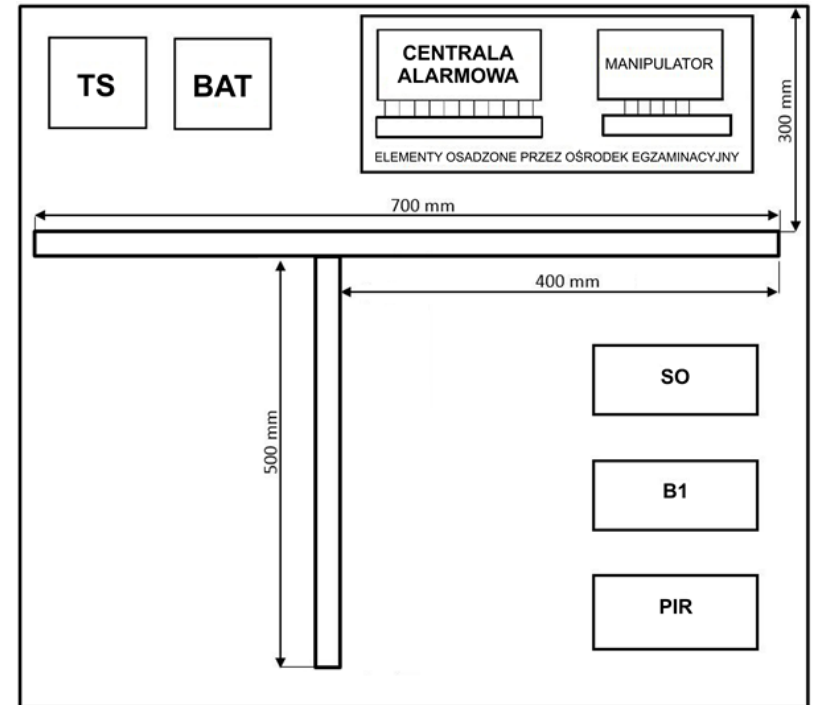 TS
BAT
CENTRALA
ALARMOWA
MANIPULATOR
ELEMENTY OSADZONE PRZEZ OŚRODEK EGZAMINACYJNY
300 mm
700 mm
400 mm
500 mm
SO
B1
PIR